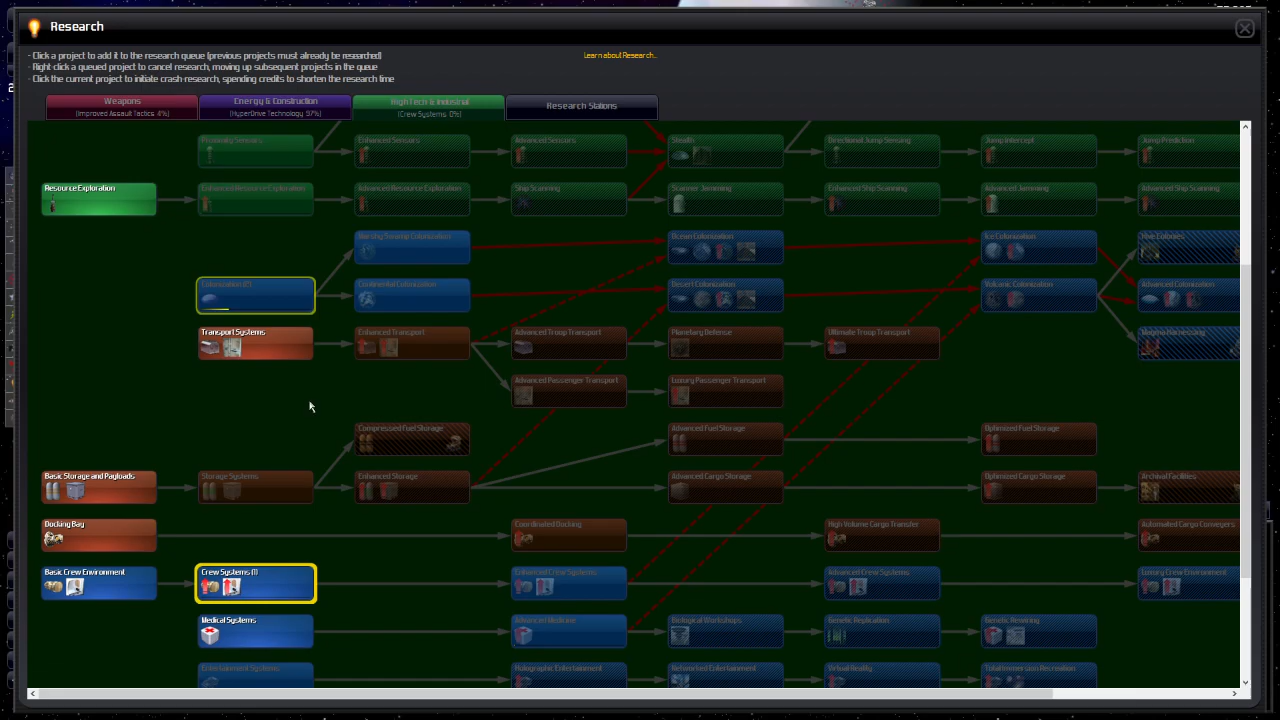 Research
- Click a project to add it to the research queue (previous projects must already be researched)
- Right-click a queued project to cancel research, moving up subsequent projects in the queue
- Click the current project to initiate crash-research, spending credits to shorten the research time
Learn about Research...
Weapons
(Improved Assault Tactics 4%)
Energy & Construction
(HyperDrive Technology 97%)
High Tech & Industrial
(Crew Systems 12%)
Research Stations
Proximity Sensors
Enhanced Sensors
Advanced Sensors
Stealth
Directional Jump Sensing
Jump Intercept
Jump Prediction
Resource Exploration
Enhanced Resource Exploration
Advanced Resource Exploration
Ship Scanning
Scanner Jamming
Enhanced Ship Scanning
Advanced Jamming
Advanced Ship Scanning
Marshy Swamp Colonization
Ocean Colonization
Ice Colonization
Hive Colonies
Continental Colonization
Desert Colonization
Volcanic Colonization
Advanced Colonization
Transport Systems
Enhanced Transport
Advanced Troop Transport
Planetary Defense
Ultimate Troop Transport
Magma Harnessing
Advanced Passenger Transport
Luxury Passenger Transport
Compressed Fuel Storage
Advanced Fuel Storage
Optimized Fuel Storage
Basic Storage and Payloads
Storage Systems
Enhanced Storage
Advanced Cargo Storage
Optimized Cargo Storage
Archival Facilities
Docking Bay
Coordinated Docking
High Volume Cargo Transfer
Automated Cargo Conveyors
Basic Crew Environment
Crew Systems (1)
Enhanced Crew Systems
Advanced Crew Systems
Luxury Crew Environment
Medical Systems
Advanced Medicine
Biological Workshops
Genetic Replication
Genetic Rewiring
Entertainment Systems
Holographic Entertainment
Networked Entertainment
Virtual Reality
Total Immersion Recreation